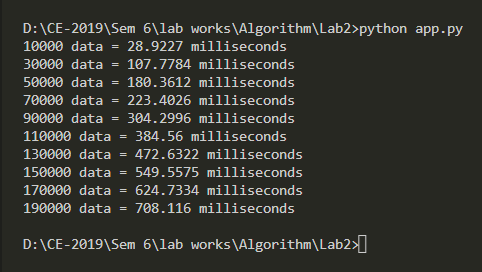 D:\CE-2019\Sem 6\lab works\Algorithm\Lab2>python app.py
10000 data = 28.9227 milliseconds
30000 data = 107.7784 milliseconds
50000 data = 180.3612 milliseconds
70000 data = 223.4026 milliseconds
90000 data = 304.2996 milliseconds
110000 data = 384.56 milliseconds
130000 data = 472.6322 milliseconds
150000 data = 549.5575 milliseconds
170000 data = 624.7334 milliseconds
190000 data = 708.116 milliseconds
D:\CE-2019\Sem 6\lab works\Algorithm\Lab2>